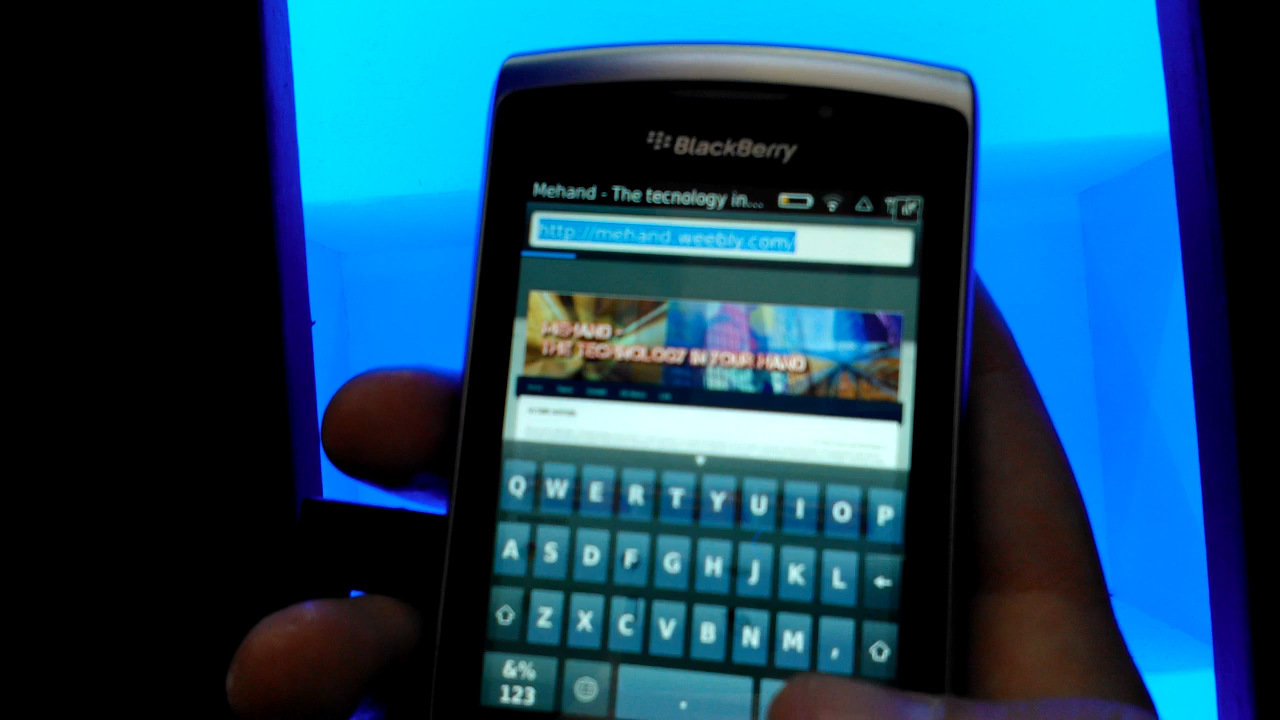 BlackBerry
Mehand - The tecnology in...
http://mehand.weebly.com/
MEHAND -
THE TECHNOLOGY IN YOUR HAND
Q W E R T Y U I O P
A S D F G H J K L
Z X C V B N M ,
&%
123
.